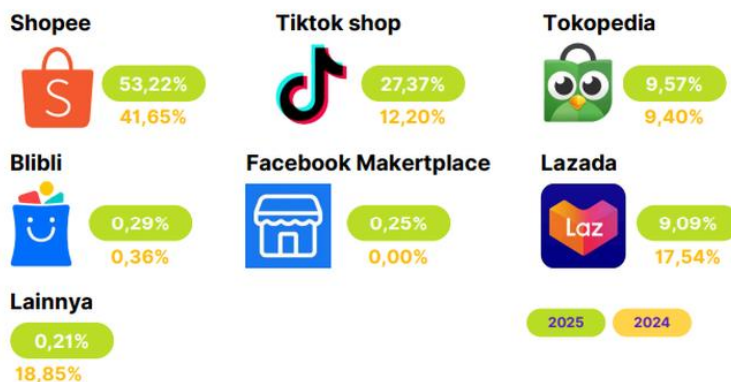 Shopee
Tiktok shop
Tokopedia
S
53,22%
41,65%
27,37%
12,20%
9,57%
9,40%
Blibli
Facebook Makertplace
Lazada
0,29%
0,36%
0,25%
0,00%
Laz
9,09%
17,54%
Lainnya
0,21%
18,85%
2025
2024